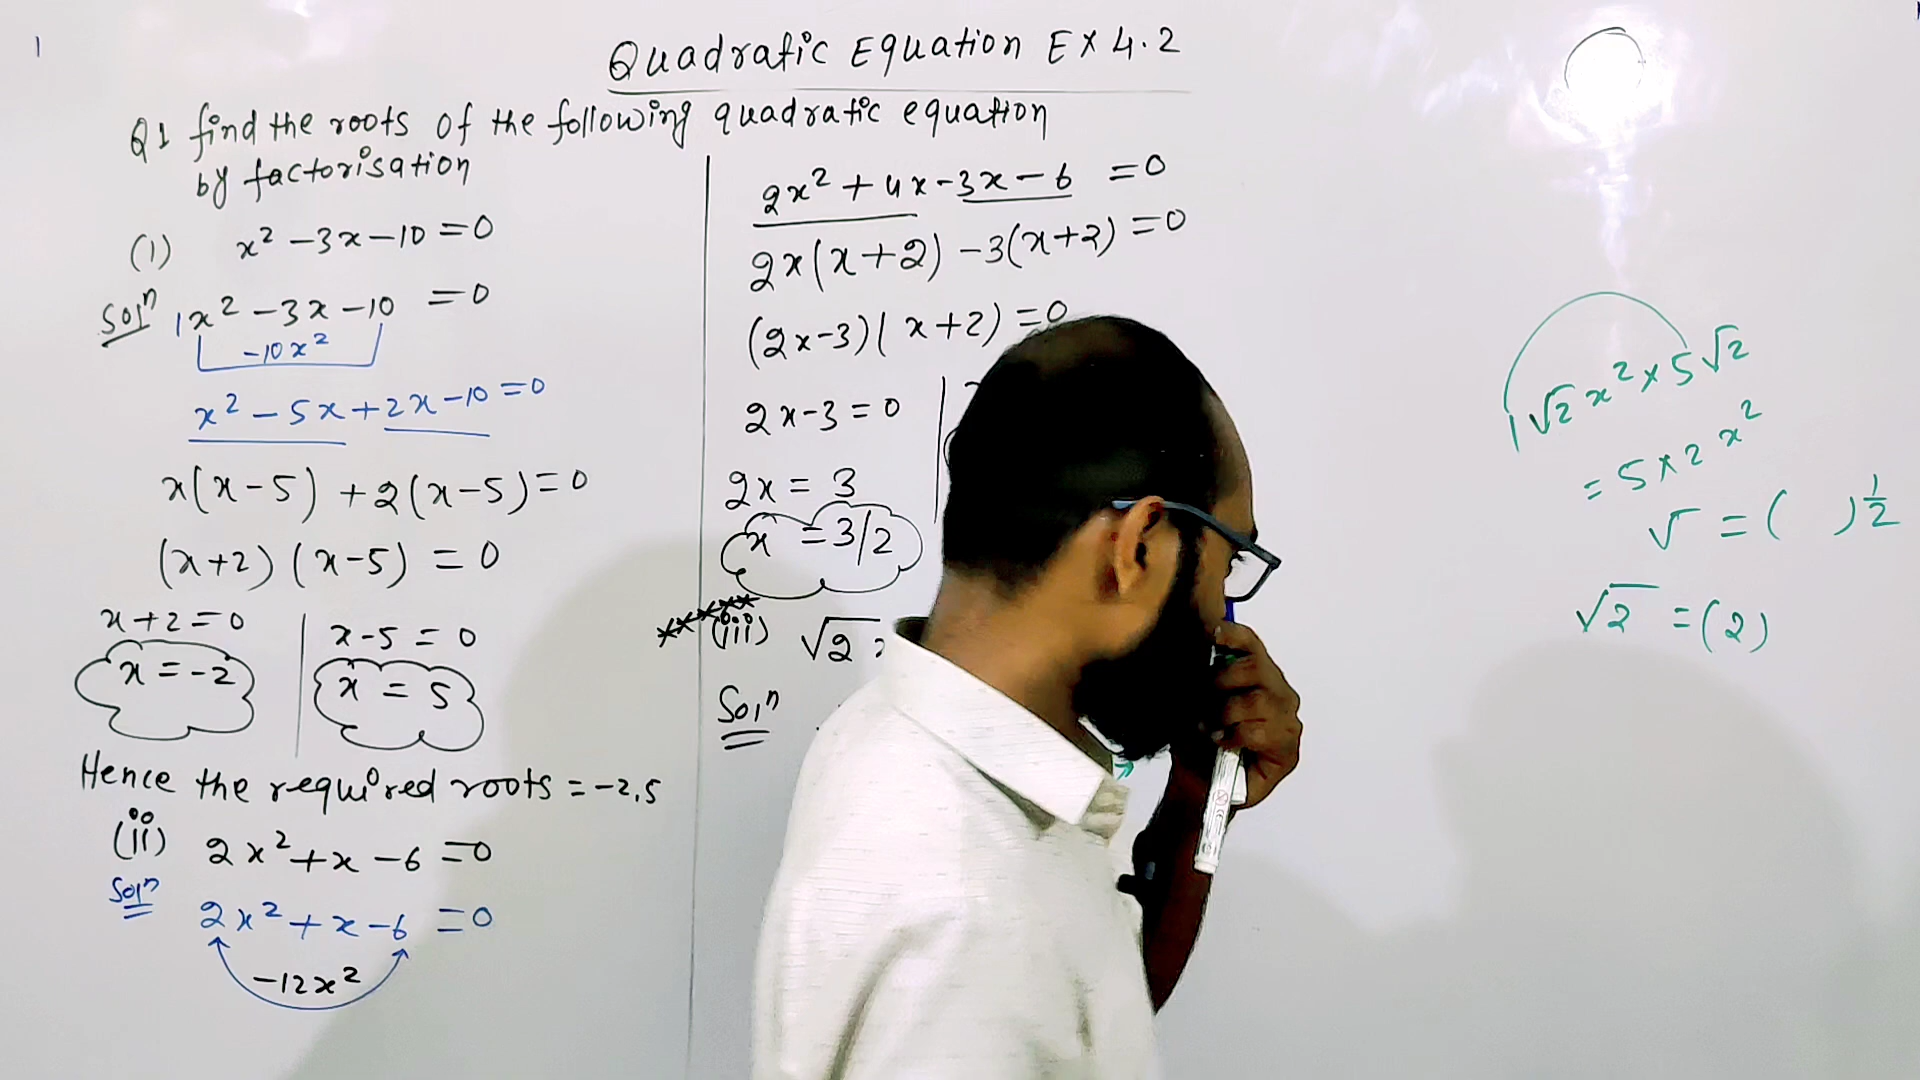 Quadratic Equation EX 4.2
Q1 find the roots of the following quadratic equation
by factorisation
(i) x² - 3x - 10 = 0
Solⁿ 1x² - 3x - 10 = 0
-10x²
x² - 5x + 2x - 10 = 0
x(x-5) + 2(x-5) = 0
(x+2) (x-5) = 0
x+2 = 0
x = -2
x-5 = 0
x = 5
Hence the required roots = -2,5
(ii) 2x² + x - 6 = 0
Solⁿ
2x² + x - 6 = 0
-12x²
2x² + 4x - 3x - 6 = 0
2x(x+2) - 3(x+2) = 0
(2x-3)(x+2) = 0
2x-3 = 0
2x = 3
x = 3/2
(iii) √2
Solⁿ
√2 x² × 5√2
= 5×2 x²
√ = ( )^½
√2 = (2)